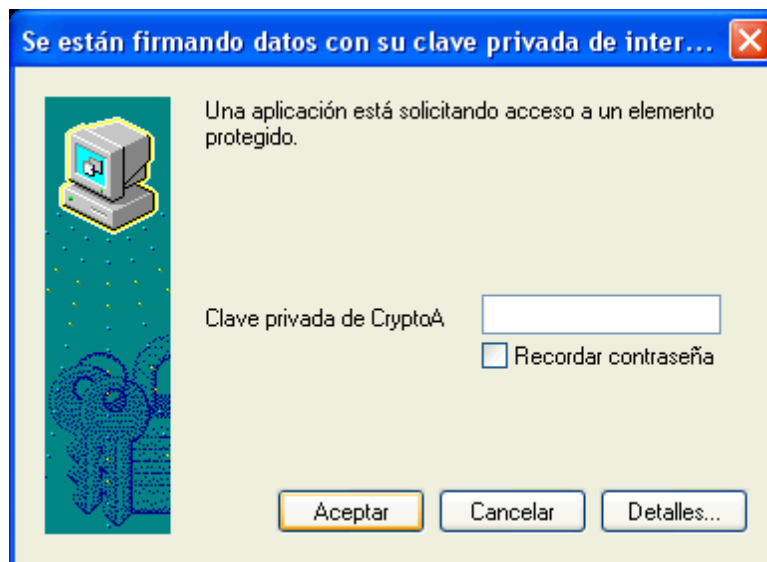 Se están firmando datos con su clave privada de inter...
Una aplicación está solicitando acceso a un elemento
protegido.
Clave privada de CryptoA
Recordar contraseña
Aceptar
Cancelar
Detalles...